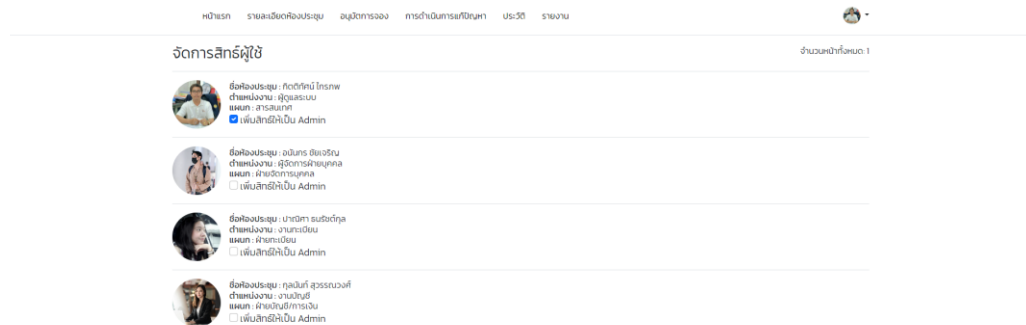 หน้าแรก รายละเอียดห้องประชุม อนุมัตการจอง การดำเนินการแก้ปัญหา ประวัติ รายงาน
จัดการสิทธ์ผู้ใช้ จำนวนหน้าทั้งหมด: 1
ชื่อห้องประชุม : กิตติทัศน์ ไกรภพ
ตำแหน่งงาน : ผู้ดูแลระบบ
แผนก : สารสนเทศ
เพิ่มสิทธิ์ให้เป็น Admin
ชื่อห้องประชุม : อนันกร ชัยเจริญ
ตำแหน่งงาน : ผู้จัดการฝ่ายบุคคล
แผนก : ฝ่ายจัดการบุคคล
เพิ่มสิทธิ์ให้เป็น Admin
ชื่อห้องประชุม : ปาณิศา ธนรัชต์กุล
ตำแหน่งงาน : งานทะเบียน
แผนก : ฝ่ายทะเบียน
เพิ่มสิทธิ์ให้เป็น Admin
ชื่อห้องประชุม : กุลนันท์ สุวรรณวงศ์
ตำแหน่งงาน : งานบัญชี
แผนก : ฝ่ายบัญชี/การเงิน
เพิ่มสิทธิ์ให้เป็น Admin